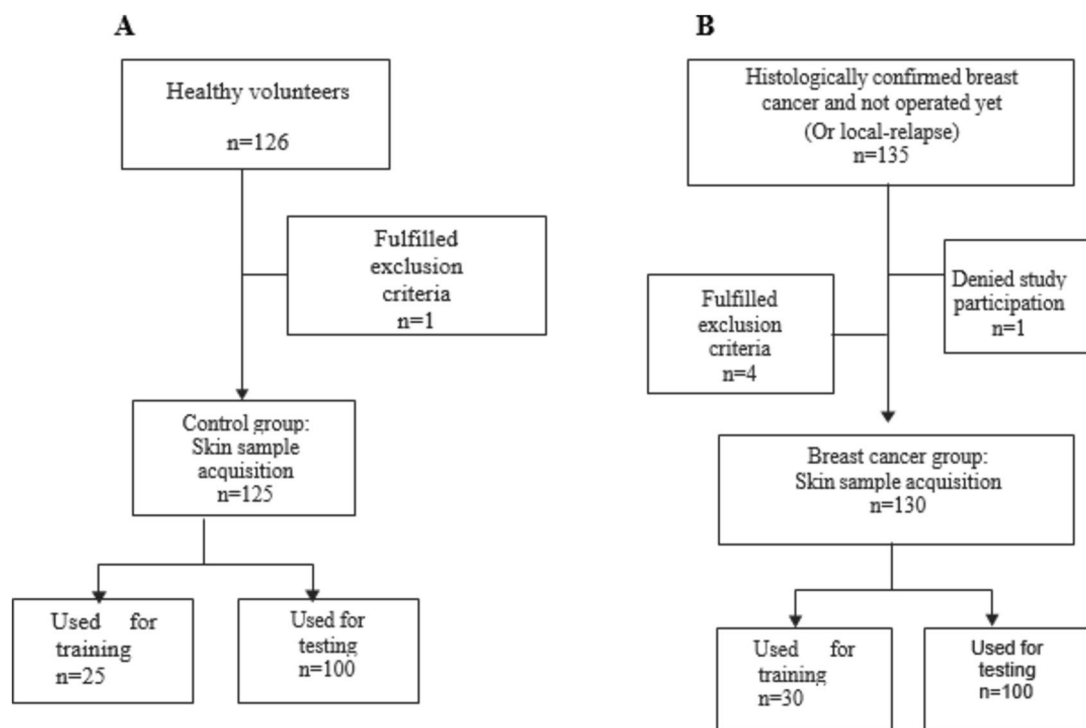 A
Healthy volunteers
n=126
Fulfilled
exclusion
criteria
n=1
Control group:
Skin sample
acquisition
n=125
Used for
training
n=25
Used for
testing
n=100
B
Histologically confirmed breast
cancer and not operated yet
(Or local-relapse)
n=135
Denied study
participation
n=1
Fulfilled
exclusion
criteria
n=4
Breast cancer group:
Skin sample acquisition
n=130
Used for
training
n=30
Used for
testing
n=100